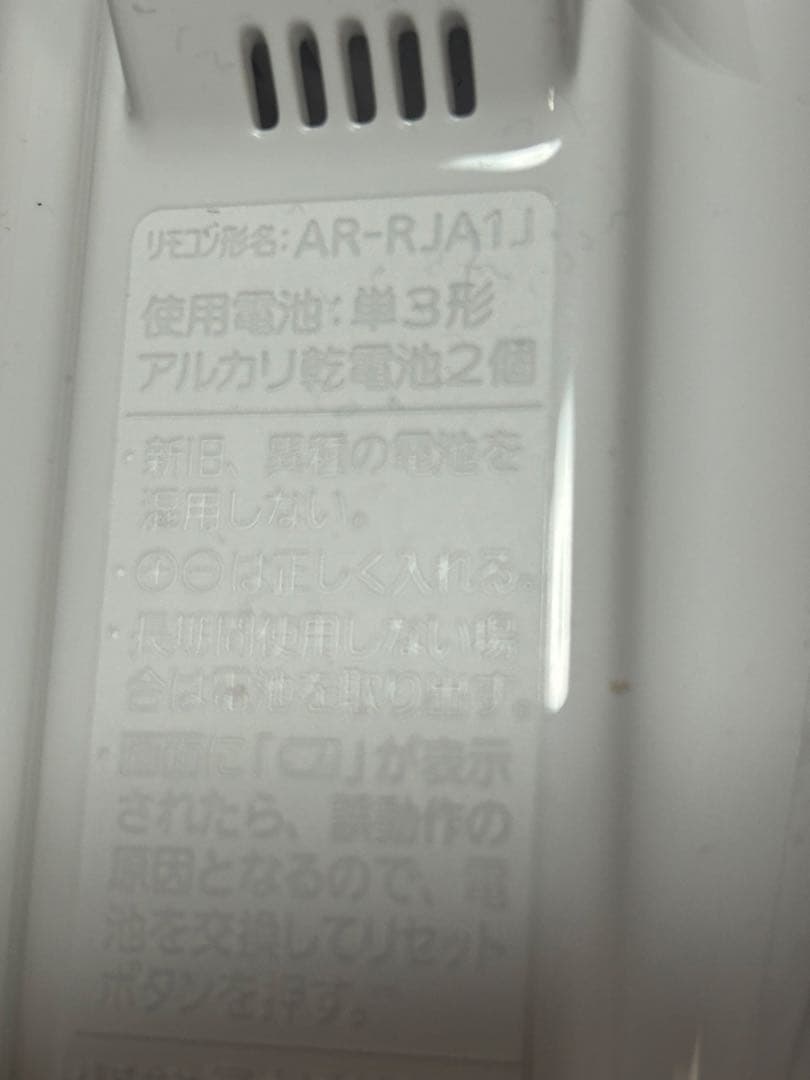 リモコン形名：AR-RJA1J
使用電池：単3形
アルカリ乾電池2個
・新旧、異種の電池を
混用しない。
・⊕⊖は正しく入れる。
・長期間使用しない場
合は電池を取り出す。
・画面に「」が表示
されたら、誤動作の
原因となるので、電
池を交換してリセット
ボタンを押す。